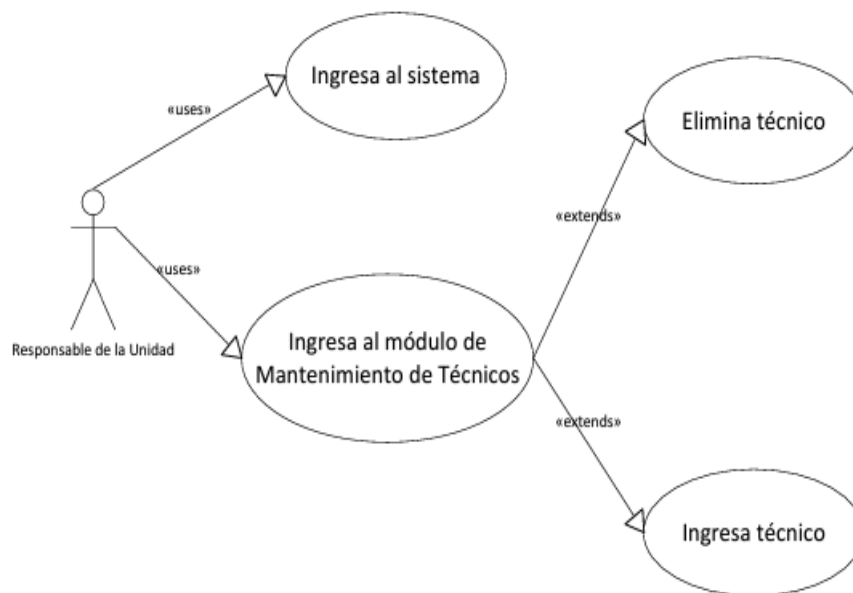 Ingresa al sistema
«uses»
Elimina técnico
«extends»
«uses»
Responsable de la Unidad
Ingresa al módulo de
Mantenimiento de Técnicos
«extends»
Ingresa técnico